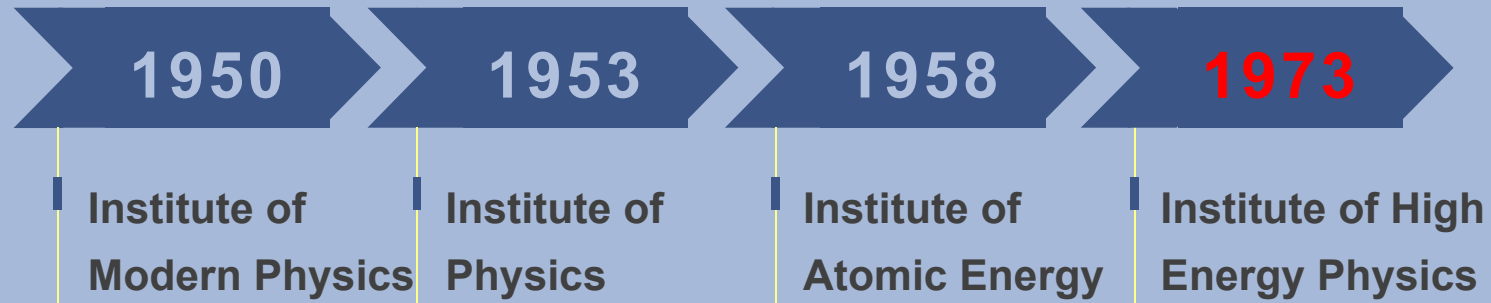 1950
1953
1958
1973
Institute of
Modern Physics
Institute of
Physics
Institute of
Atomic Energy
Institute of High
Energy Physics